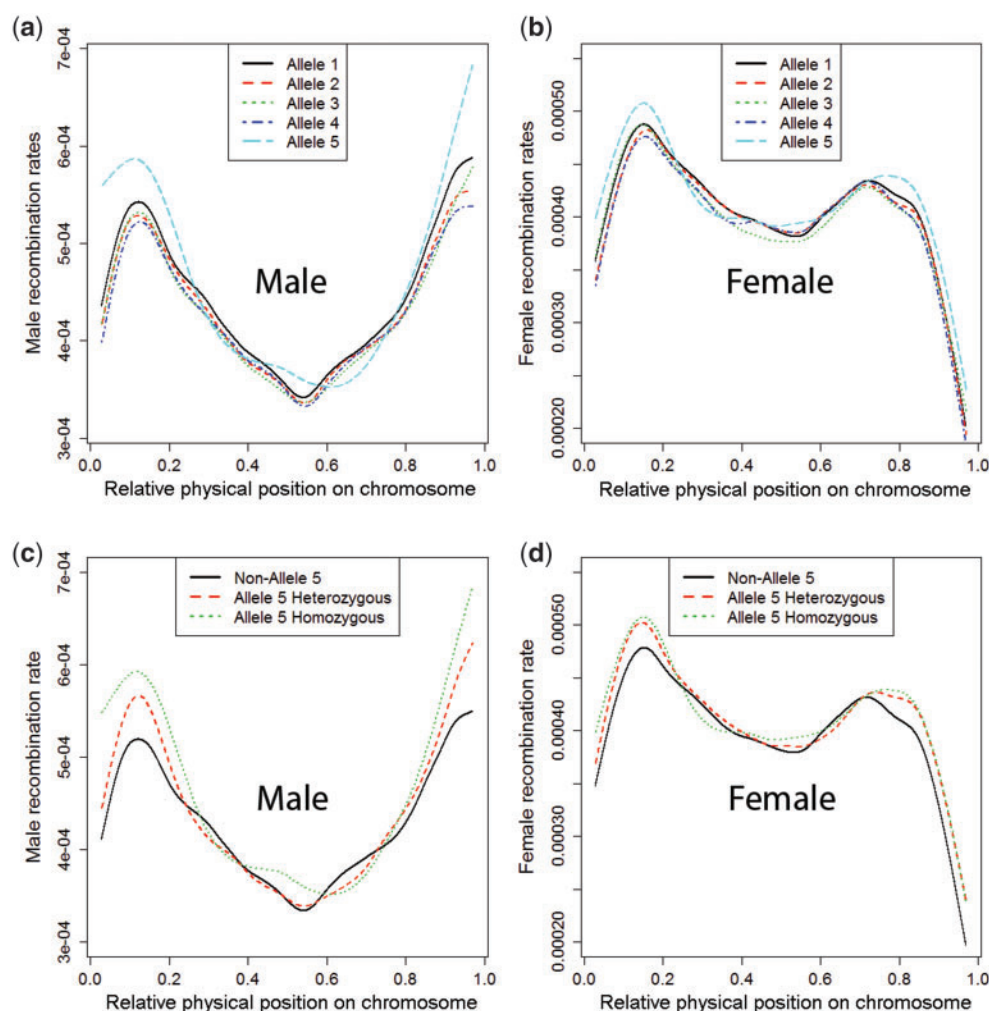 (a)
Male recombination rates
7e-04
6e-04
5e-04
4e-04
3e-04
Allele 1
Allele 2
Allele 3
Allele 4
Allele 5
Male
0.0 0.2 0.4 0.6 0.8 1.0
Relative physical position on chromosome
(b)
Female recombination rates
0.00050
0.00040
0.00030
0.00020
Allele 1
Allele 2
Allele 3
Allele 4
Allele 5
Female
0.0 0.2 0.4 0.6 0.8 1.0
Relative physical position on chromosome
(c)
Male recombination rate
7e-04
6e-04
5e-04
4e-04
3e-04
Non-Allele 5
Allele 5 Heterozygous
Allele 5 Homozygous
Male
0.0 0.2 0.4 0.6 0.8 1.0
Relative physical position on chromosome
(d)
Female recombination rate
0.00050
0.00040
0.00030
0.00020
Non-Allele 5
Allele 5 Heterozygous
Allele 5 Homozygous
Female
0.0 0.2 0.4 0.6 0.8 1.0
Relative physical position on chromosome